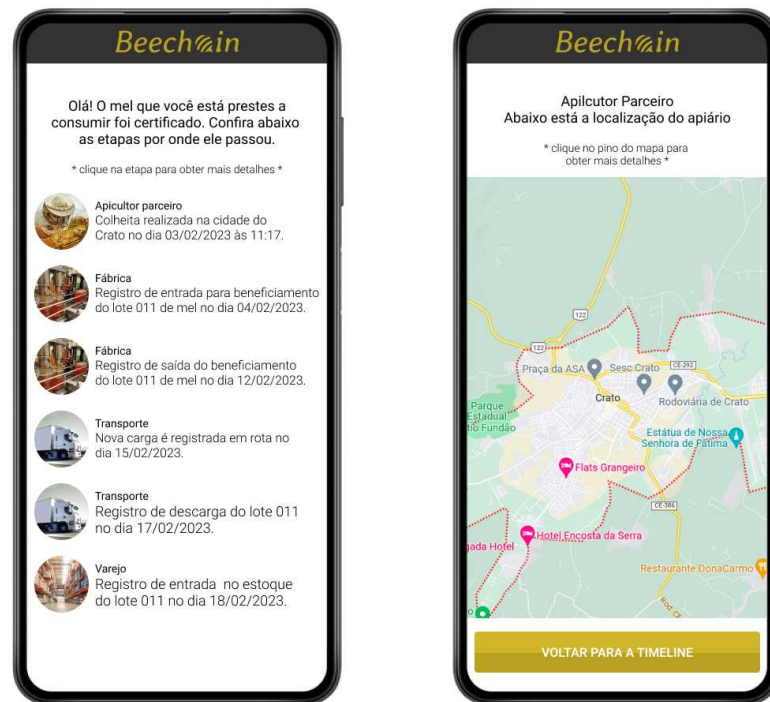 Beechain
Olá! O mel que você está prestes a
consumir foi certificado. Confira abaixo
as etapas por onde ele passou.
* clique na etapa para obter mais detalhes *
Apicultor parceiro
Colheita realizada na cidade do
Crato no dia 03/02/2023 às 11:17.
Fábrica
Registro de entrada para beneficiamento
do lote 011 de mel no dia 04/02/2023.
Fábrica
Registro de saída do beneficiamento
do lote 011 de mel no dia 12/02/2023.
Transporte
Nova carga é registrada em rota no
dia 15/02/2023.
Transporte
Registro de descarga do lote 011
no dia 17/02/2023.
Varejo
Registro de entrada no estoque
do lote 011 no dia 18/02/2023.
Beechain
Apilcutor Parceiro
Abaixo está a localização do apiário
* clique no pino do mapa para
obter mais detalhes *
122
122
CE-292
Praça da ASA
Sesc Crato
Crato
Rodoviária de Crato
Parque
Estadual
tio Fundão
Estátua de Nossa
Senhora de Fátima
Flats Grangeiro
CE-386
Hotel Encosta da Serra
gada Hotel
Restaurante DonaCarmo
VOLTAR PARA A TIMELINE